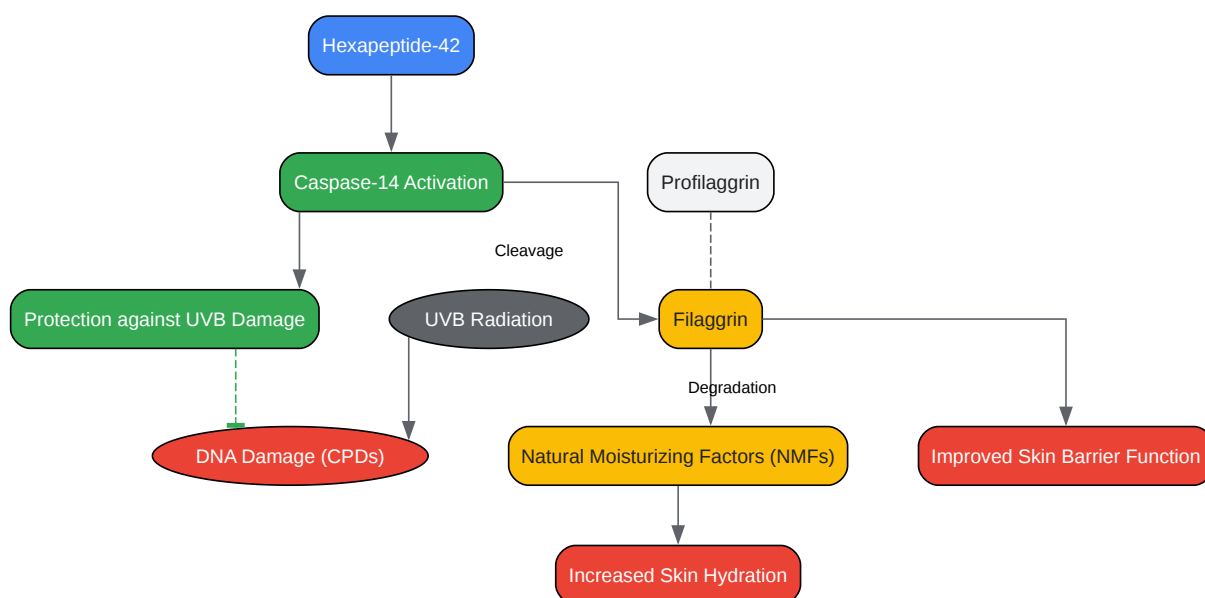 Hexapeptide-42
Caspase-14 Activation
Profilaggrin
Cleavage
Protection against UVB Damage
UVB Radiation
Filaggrin
Degradation
DNA Damage (CPDs)
Natural Moisturizing Factors (NMFs)
Improved Skin Barrier Function
Increased Skin Hydration